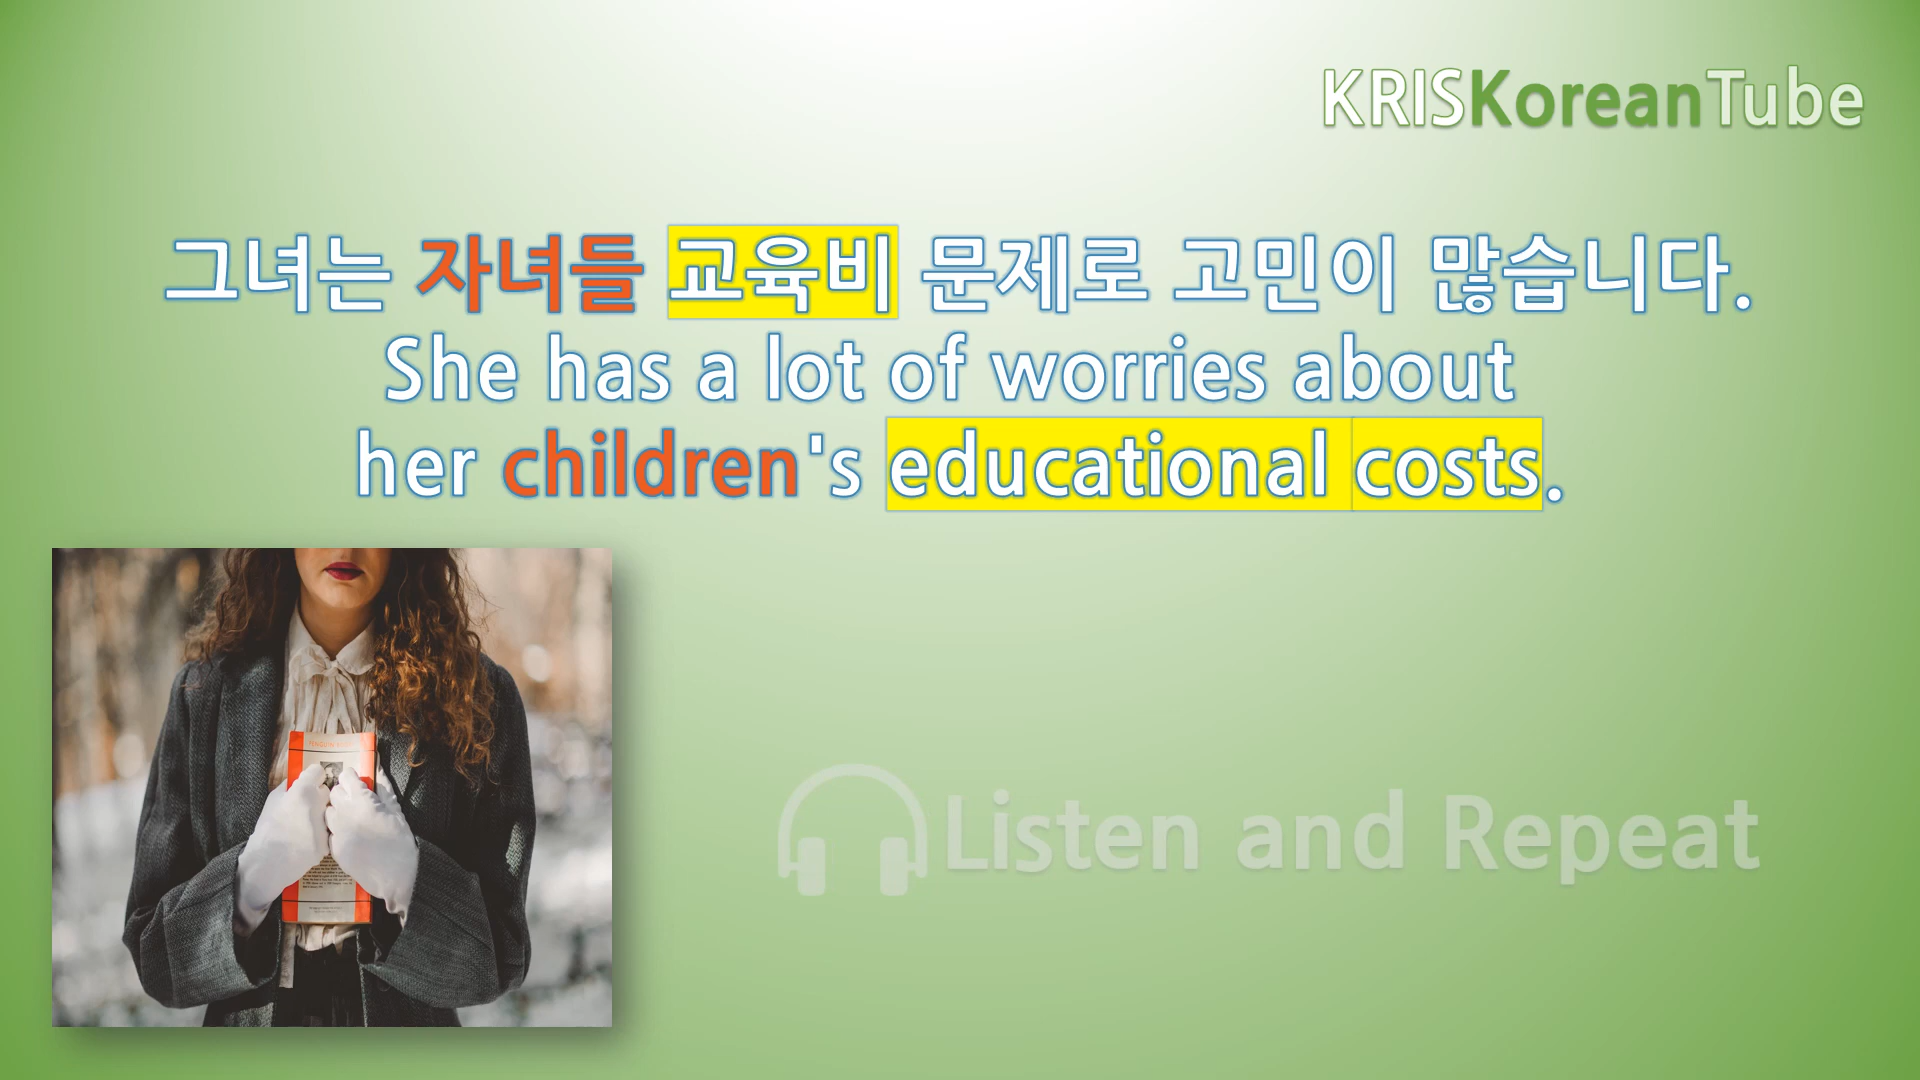 KRISKoreanTube
그녀는 자녀들 교육비 문제로 고민이 많습니다.
She has a lot of worries about
her children's educational costs.
Listen and Repeat